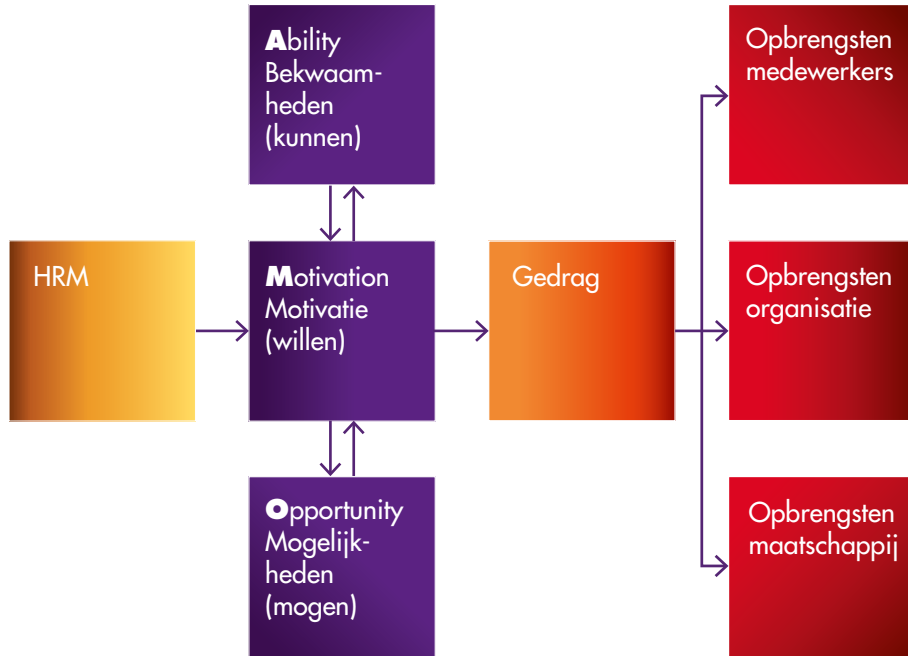 Ability
Bekwaam-
heden
(kunnen)
Opbrengsten
medewerkers
HRM
Motivation
Motivatie
(willen)
Gedrag
Opbrengsten
organisatie
Opportunity
Mogelijk-
heden
(mogen)
Opbrengsten
maatschappij